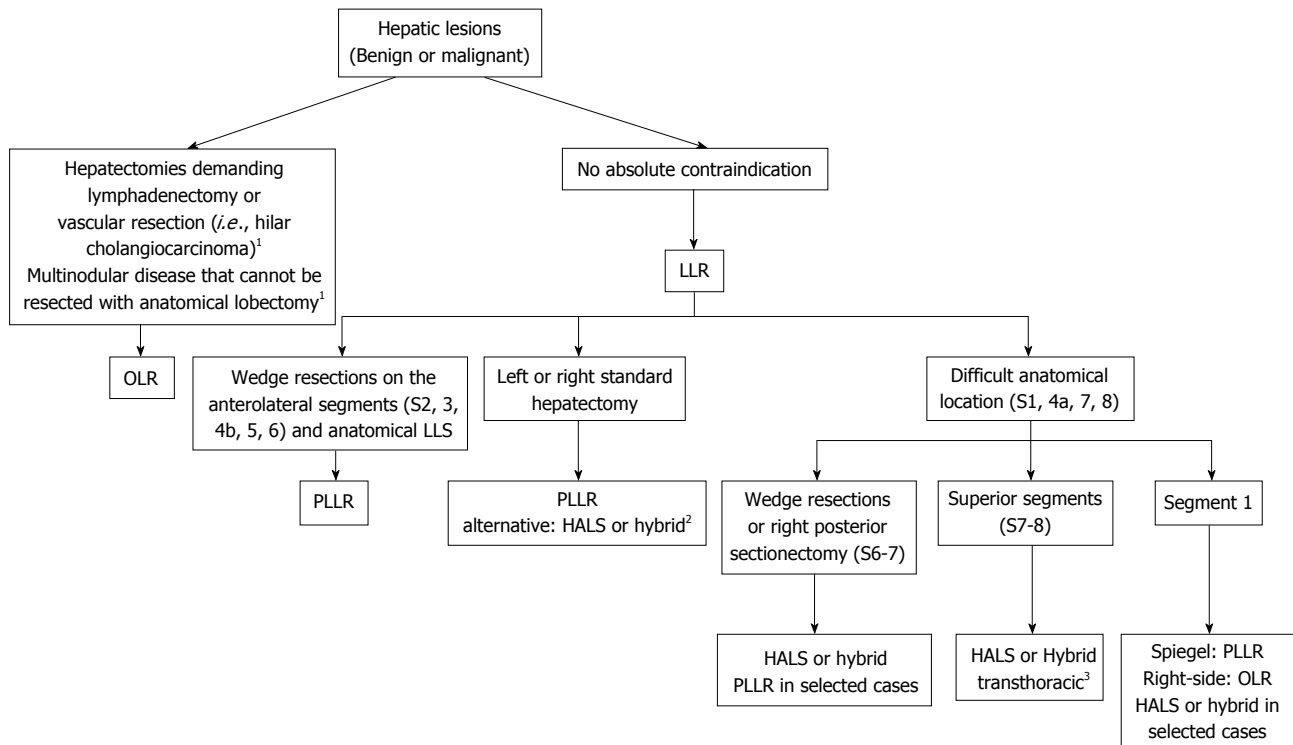 Hepatic lesions
(Benign or malignant)
Hepatectomies demanding
lymphadenectomy or
vascular resection (i.e., hilar
cholangiocarcinoma)¹
Multinodular disease that cannot be
resected with anatomical lobectomy¹
No absolute contraindication
LLR
OLR
Wedge resections on the
anterolateral segments (S2, 3,
4b, 5, 6) and anatomical LLS
Left or right standard
hepatectomy
Difficult anatomical
location (S1, 4a, 7, 8)
PLLR
PLLR
alternative: HALS or hybrid²
Wedge resections
or right posterior
sectionectomy (S6-7)
Superior segments
(S7-8)
Segment 1
HALS or hybrid
PLLR in selected cases
HALS or Hybrid
transthoracic³
Spiegel: PLLR
Right-side: OLR
HALS or hybrid in
selected cases